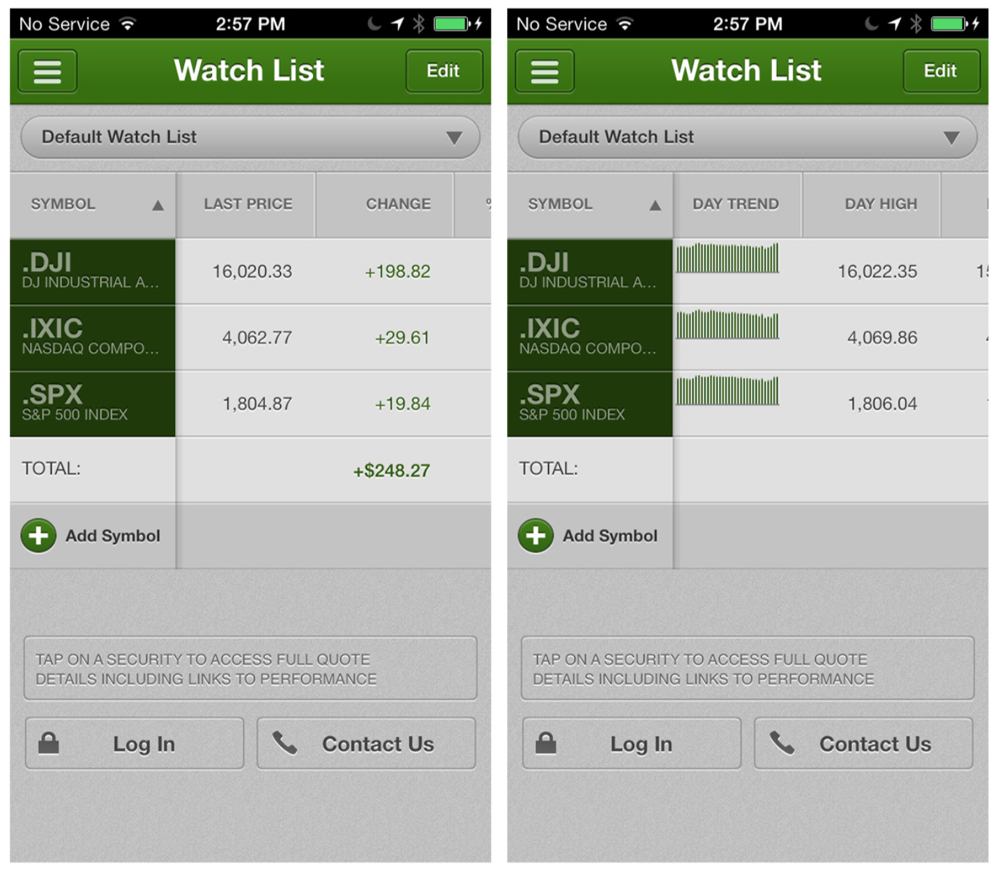 No Service 2:57 PM
Watch List Edit
Default Watch List
SYMBOL ▲ LAST PRICE CHANGE
.DJI
DJ INDUSTRIAL A... 16,020.33 +198.82
.IXIC
NASDAQ COMPO... 4,062.77 +29.61
.SPX
S&P 500 INDEX 1,804.87 +19.84
TOTAL: +$248.27
Add Symbol
TAP ON A SECURITY TO ACCESS FULL QUOTE
DETAILS INCLUDING LINKS TO PERFORMANCE
Log In Contact Us
No Service 2:57 PM
Watch List Edit
Default Watch List
SYMBOL ▲ DAY TREND DAY HIGH
.DJI
DJ INDUSTRIAL A... 16,022.35
.IXIC
NASDAQ COMPO... 4,069.86
.SPX
S&P 500 INDEX 1,806.04
TOTAL:
Add Symbol
TAP ON A SECURITY TO ACCESS FULL QUOTE
DETAILS INCLUDING LINKS TO PERFORMANCE
Log In Contact Us